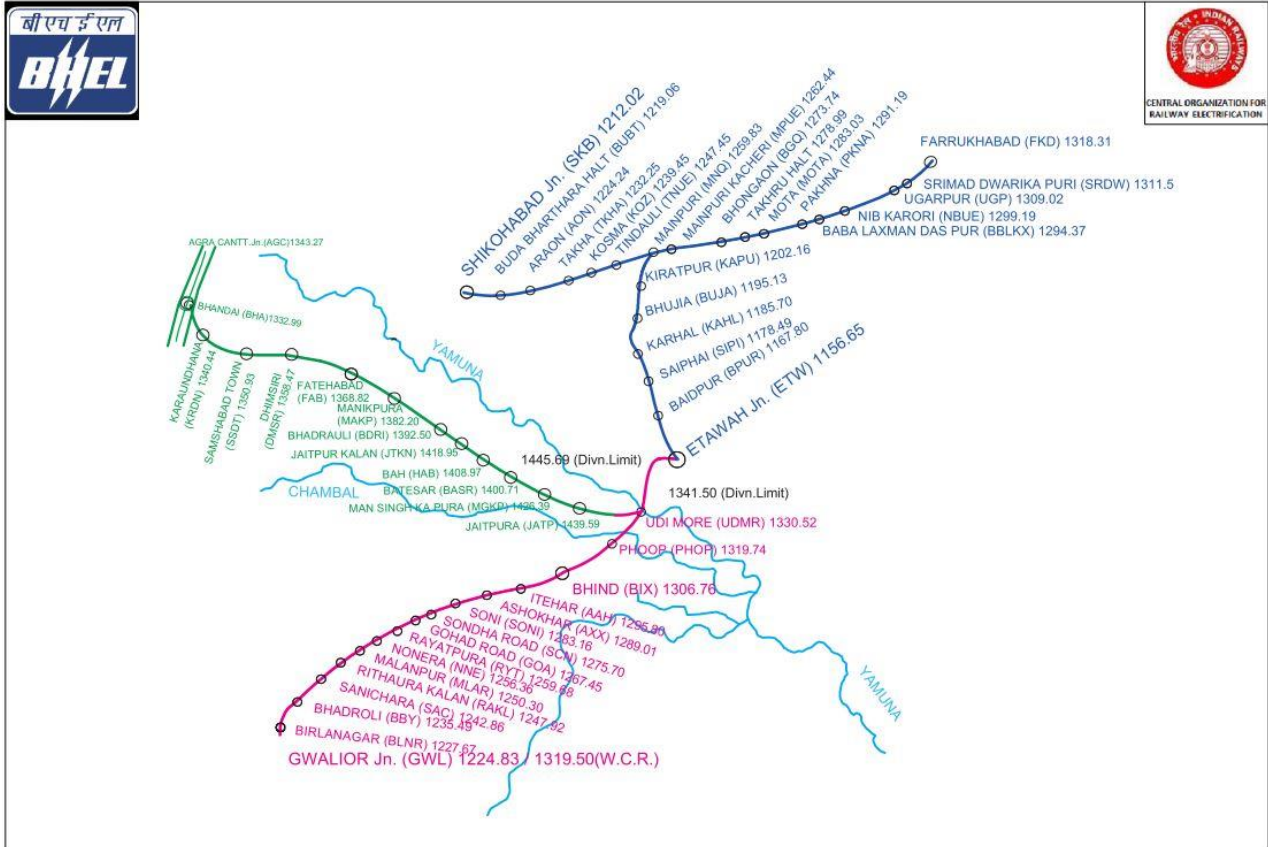 बी एच ई एल
BHEL
भारतीय रेल
INDIAN RAILWAYS
CENTRAL ORGANIZATION FOR
RAILWAY ELECTRIFICATION
SHIKOHABAD Jn. (SKB) 1212.02
BUDA BHARTHARA HALT (BUBT) 1219.06
ARAON (AON) 1224.24
TAKHA (TKHA) 1232.25
KOSMA (KOZ) 1239.45
TINDAULI (TNUE) 1247.45
MAINPURI (MNQ) 1259.83
MAINPURI KACHERI (MPUE) 1262.44
BHONGAON (BGQ) 1273.74
TAKHRU HALT 1278.99
MOTA (MOTA) 1283.03
PAKHNA (PKNA) 1291.19
FARRUKHABAD (FKD) 1318.31
SRIMAD DWARIKA PURI (SRDW) 1311.5
UGARPUR (UGP) 1309.02
NIB KARORI (NBUE) 1299.19
BABA LAXMAN DAS PUR (BBLKX) 1294.37
KIRATPUR (KAPU) 1202.16
BHUJIA (BUJA) 1195.13
KARHAL (KAHL) 1185.70
SAIPHAI (SIPI) 1178.49
BAIDPUR (BPUR) 1167.80
ETAWAH Jn. (ETW) 1156.65
AGRA CANTT.Jn.(AGC)1343.27
BHANDAI (BHA)1332.99
KARAUNDHANA
(KRDN) 1340.44
SAMSHABAD TOWN
(SSDT) 1350.93
DHIMSIRI
(DMSR) 1358.47
FATEHABAD
(FAB) 1368.82
MANIKPURA
(MAKP) 1382.20
BHADRAULI (BDRI) 1392.50
JAITPUR KALAN (JTKN) 1418.95
BAH (HAB) 1408.97
BATESAR (BASR) 1400.71
MAN SINGH KA PURA (MGKP) 1426.39
JAITPURA (JATP) 1439.59
YAMUNA
CHAMBAL
1445.69 (Divn.Limit)
1341.50 (Divn.Limit)
UDI MORE (UDMR) 1330.52
PHOOP (PHOP) 1319.74
BHIND (BIX) 1306.76
ITEHAR (AAH) 1295.80
ASHOKHAR (AXX) 1289.01
SONI (SONI) 1283.16
SONDHA ROAD (SCN) 1275.70
GOHAD ROAD (GOA) 1267.45
RAYATPURA (RYT) 1259.68
NONERA (NNE) 1256.36
MALANPUR (MLAR) 1250.30
RITHAURA KALAN (RAKL) 1247.92
SANICHARA (SAC) 1242.86
BHADROLI (BBY) 1235.49
BIRLANAGAR (BLNR) 1227.67
GWALIOR Jn. (GWL) 1224.83 / 1319.50(W.C.R.)
YAMUNA